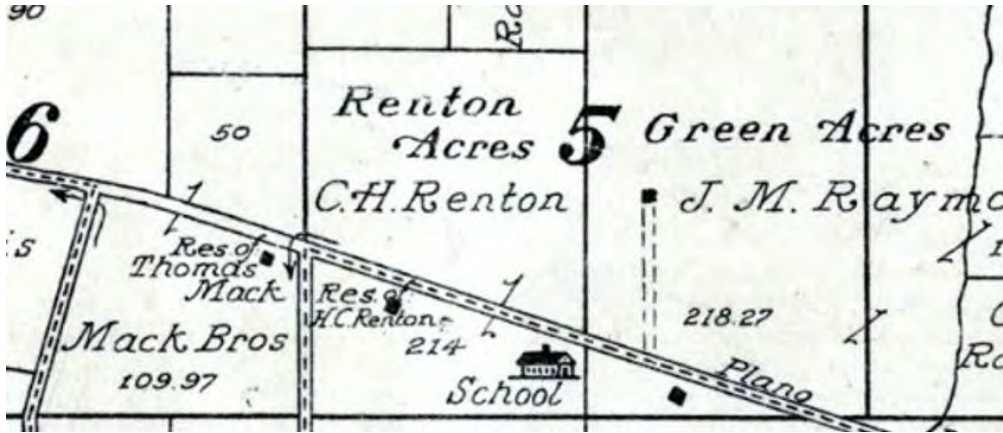 90
6
50
Renton
Acres
C.H.Renton
5
Green Acres
J. M. Raymo
Res. of
Thomas
Mack
Res. of
H.C.Renton
214
218.27
Mack Bros
109.97
School
Plano